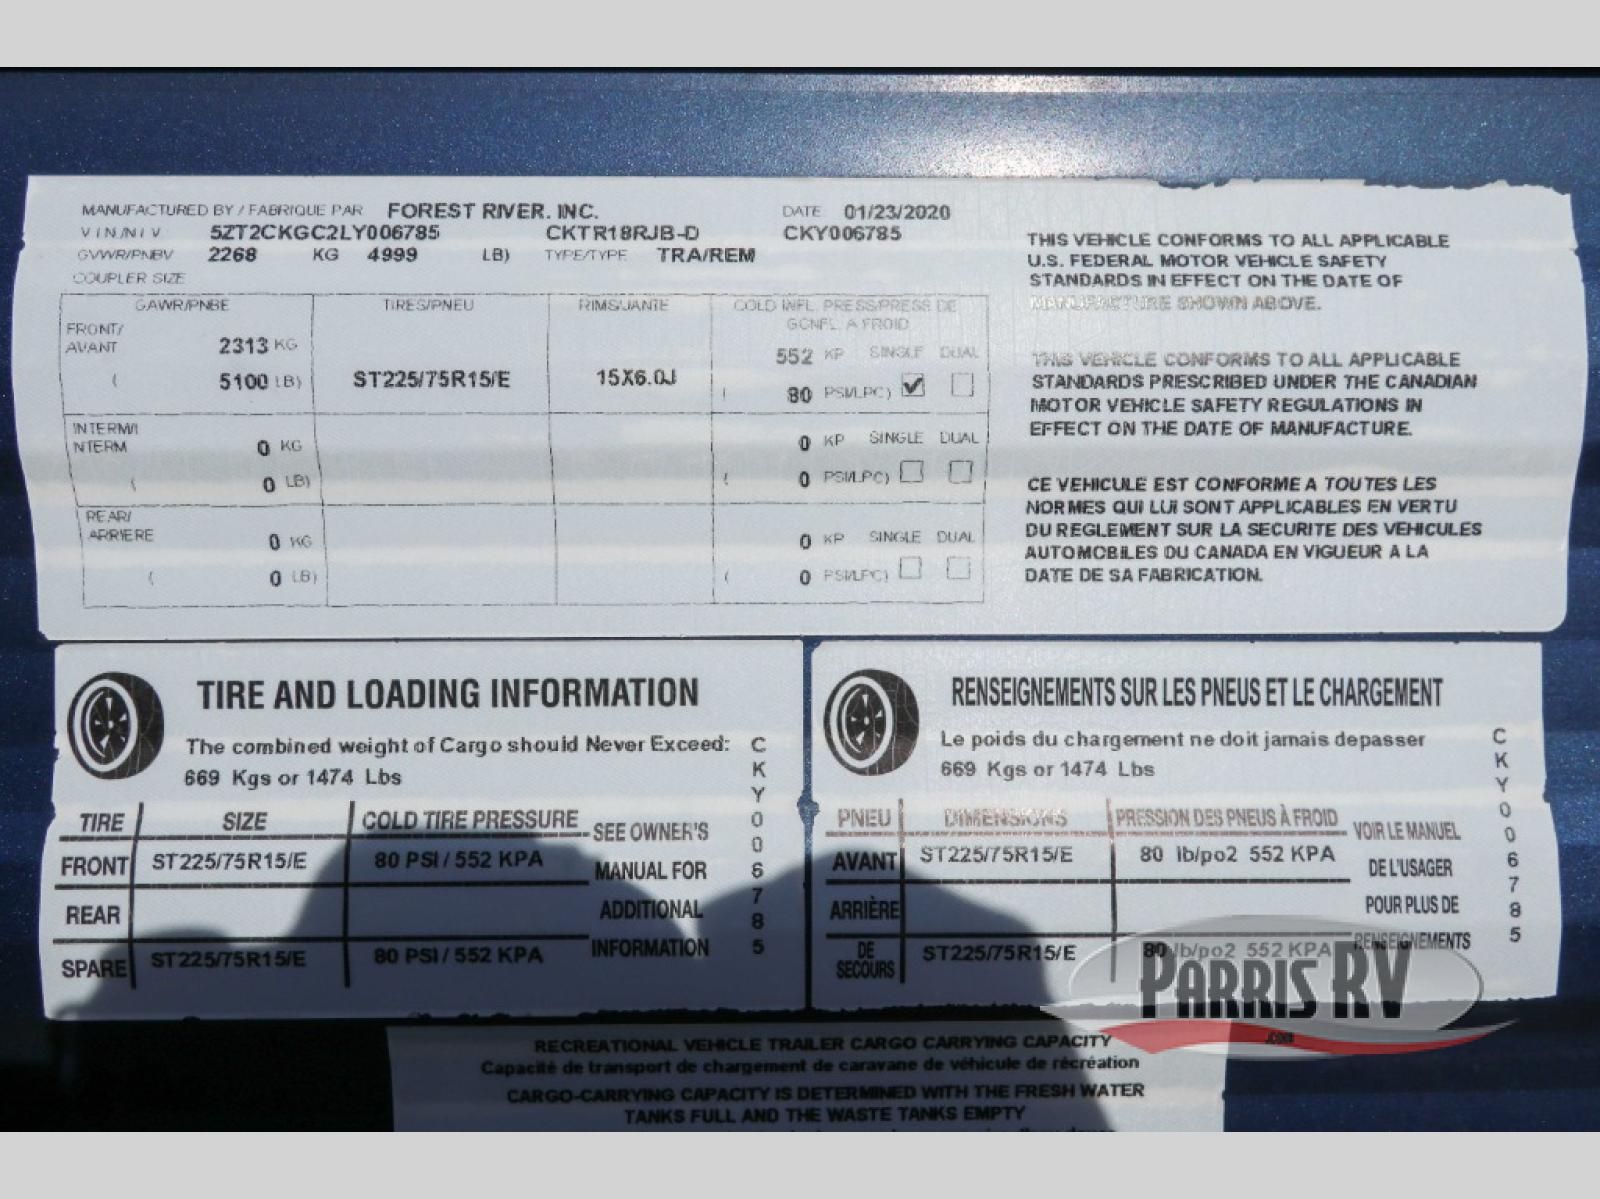 MANUFACTURED BY / FABRIQUE PAR FOREST RIVER. INC. DATE 01/23/2020
V I N./N I V. 5ZT2CKGC2LY006785 CKTR18RJB-D CKY006785
GVWR/PNBV 2268 KG 4999 LB) TYPE/TYPE TRA/REM
COUPLER SIZE
GAWR/PNBE TIRES/PNEU RIMS/JANTE COLD INFL. PRESS/PRESS DE
GONFL. A FROID
FRONT/
AVANT 2313 KG 552 KP SINGLE DUAL
( 5100 LB) ST225/75R15/E 15X6.0J ( 80 PSI/LPC)
INTERM/
NTERM 0 KG 0 KP SINGLE DUAL
( 0 LB) ( 0 PSI/LPC)
REAR/
ARRIERE 0 KG 0 KP SINGLE DUAL
( 0 LB) ( 0 PSI/LPC)
THIS VEHICLE CONFORMS TO ALL APPLICABLE
U.S. FEDERAL MOTOR VEHICLE SAFETY
STANDARDS IN EFFECT ON THE DATE OF
MANUFACTURE SHOWN ABOVE.
THIS VEHICLE CONFORMS TO ALL APPLICABLE
STANDARDS PRESCRIBED UNDER THE CANADIAN
MOTOR VEHICLE SAFETY REGULATIONS IN
EFFECT ON THE DATE OF MANUFACTURE.
CE VEHICULE EST CONFORME A TOUTES LES
NORMES QUI LUI SONT APPLICABLES EN VERTU
DU REGLEMENT SUR LA SECURITE DES VEHICULES
AUTOMOBILES DU CANADA EN VIGUEUR A LA
DATE DE SA FABRICATION.
TIRE AND LOADING INFORMATION
The combined weight of Cargo should Never Exceed:
669 Kgs or 1474 Lbs
TIRE SIZE COLD TIRE PRESSURE
FRONT ST225/75R15/E 80 PSI / 552 KPA
REAR
SPARE ST225/75R15/E 80 PSI / 552 KPA
SEE OWNER'S
MANUAL FOR
ADDITIONAL
INFORMATION
CKY006785
RENSEIGNEMENTS SUR LES PNEUS ET LE CHARGEMENT
Le poids du chargement ne doit jamais depasser
669 Kgs or 1474 Lbs
PNEU DIMENSIONS PRESSION DES PNEUS À FROID
AVANT ST225/75R15/E 80 lb/po2 552 KPA
ARRIÈRE
DE
SECOURS ST225/75R15/E 80 lb/po2 552 KPA
VOIR LE MANUEL
DE L'USAGER
POUR PLUS DE
RENSEIGNEMENTS
CKY006785
PARRIS RV
.com
RECREATIONAL VEHICLE TRAILER CARGO CARRYING CAPACITY
Capacité de transport de chargement de caravane de véhicule de récréation
CARGO-CARRYING CAPACITY IS DETERMINED WITH THE FRESH WATER
TANKS FULL AND THE WASTE TANKS EMPTY